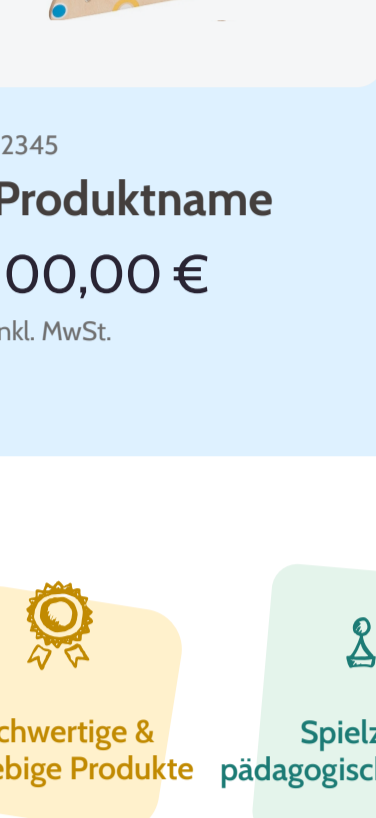 2345
Produktname
00,00 €
nkl. MwSt.
chwertige &
ebige Produkte
Spielz
pädagogisch